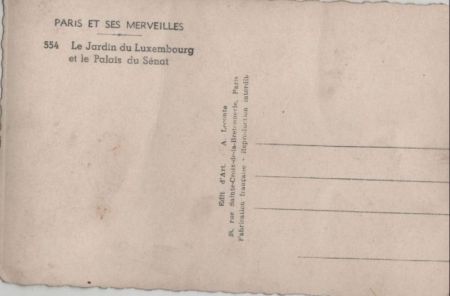 PARIS ET SES MERVEILLES
554 Le Jardin du Luxembourg
et le Palais du Sénat
Edit d'Art. A. Leconte
38, rue Sainte-Croix-de-la-Bretonnerie, Paris
Fabrication française - Reproduction interdite